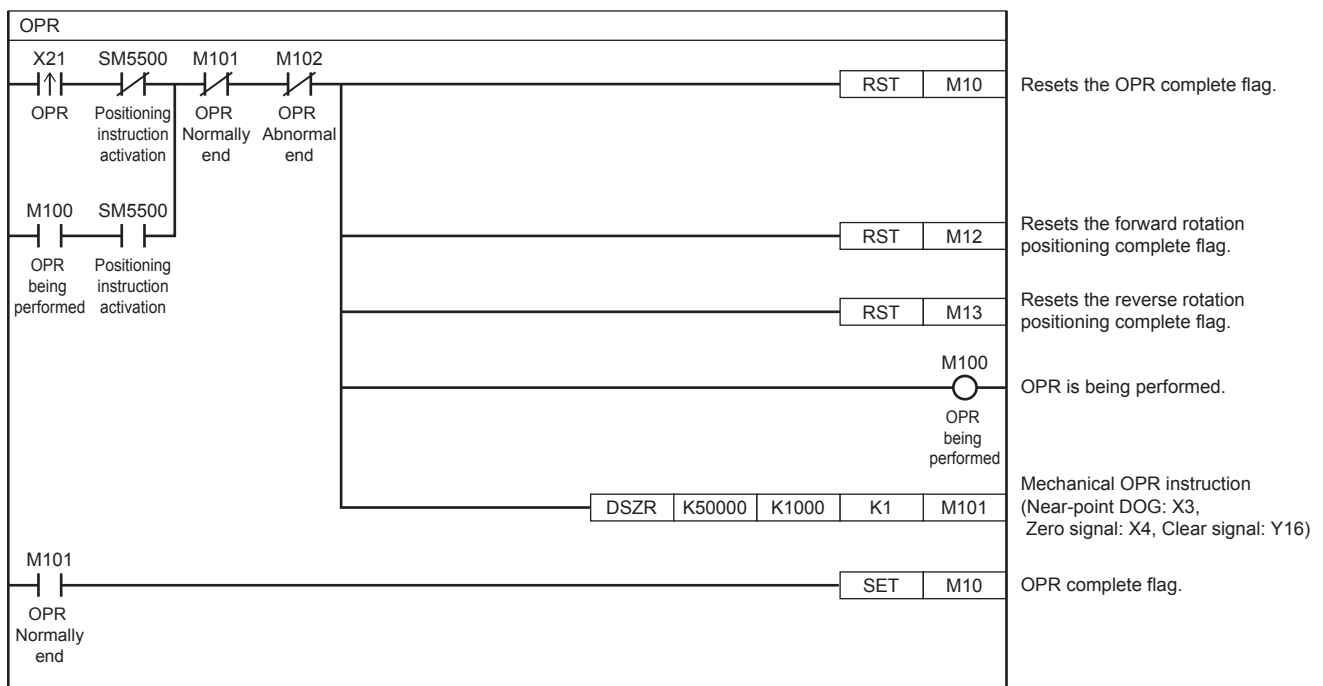 OPR
X21 SM5500 M101 M102
RST M10 Resets the OPR complete flag.
OPR Positioning OPR OPR
instruction Normally Abnormal
activation end end
M100 SM5500
RST M12 Resets the forward rotation
positioning complete flag.
OPR Positioning
being instruction
performed activation
RST M13 Resets the reverse rotation
positioning complete flag.
M100
OPR is being performed.
OPR
being
performed
DSZR K50000 K1000 K1 M101 Mechanical OPR instruction
(Near-point DOG: X3,
Zero signal: X4, Clear signal: Y16)
M101
SET M10 OPR complete flag.
OPR
Normally
end